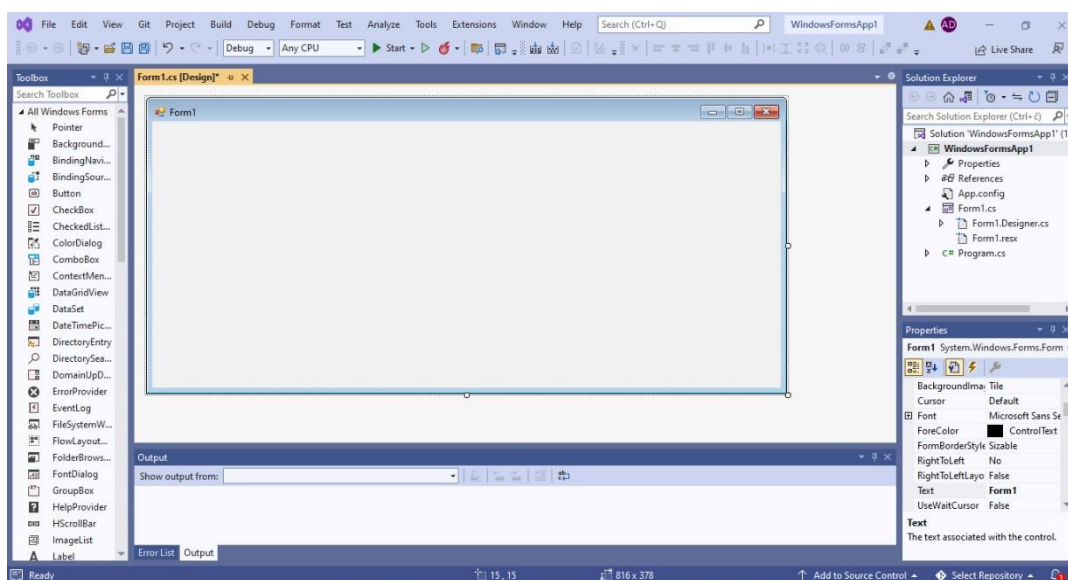 File Edit View Git Project Build Debug Format Test Analyze Tools Extensions Window Help Search (Ctrl+Q) WindowsFormsApp1 AD
Debug Any CPU Start Live Share
Toolbox
Search Toolbox
All Windows Forms
Pointer
Background...
BindingNavi...
BindingSour...
Button
CheckBox
CheckedList...
ColorDialog
ComboBox
ContextMen...
DataGridView
DataSet
DateTimePic...
DirectoryEntry
DirectorySea...
DomainUpD...
ErrorProvider
EventLog
FileSystemW...
FlowLayout...
FolderBrows...
FontDialog
GroupBox
HelpProvider
HScrollBar
ImageList
Label
Form1.cs [Design]*
Form1
Output
Show output from:
Error List Output
Solution Explorer
Search Solution Explorer (Ctrl+č)
Solution 'WindowsFormsApp1' (1
WindowsFormsApp1
Properties
References
App.config
Form1.cs
Form1.Designer.cs
Form1.resx
C# Program.cs
Properties
Form1 System.Windows.Forms.Form
BackgroundIma Tile
Cursor Default
Font Microsoft Sans Se
ForeColor ControlText
FormBorderStyle Sizable
RightToLeft No
RightToLeftLayo False
Text Form1
UseWaitCursor False
Text
The text associated with the control.
Ready 15 , 15 816 x 378 Add to Source Control Select Repository 1